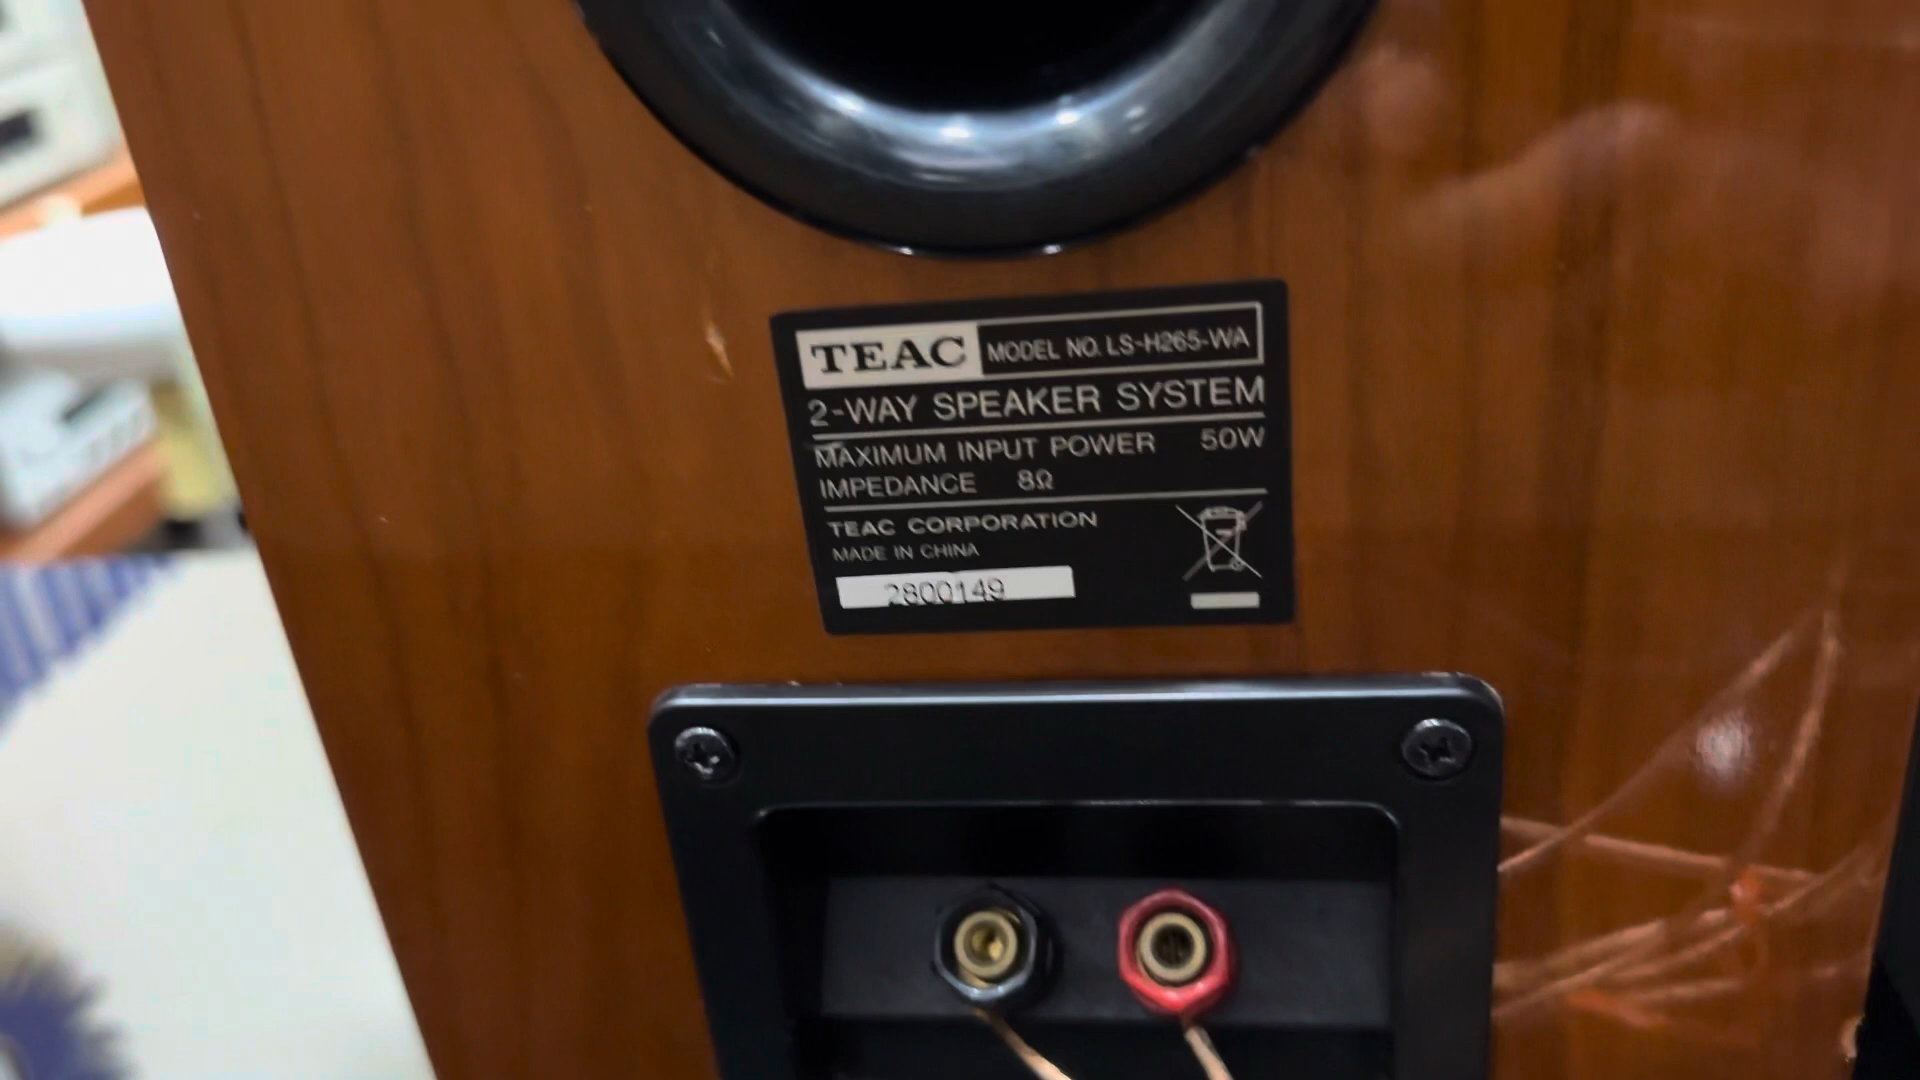 TEAC MODEL NO. LS-H265-WA
2-WAY SPEAKER SYSTEM
MAXIMUM INPUT POWER 50W
IMPEDANCE 8Ω
TEAC CORPORATION
MADE IN CHINA
2800149